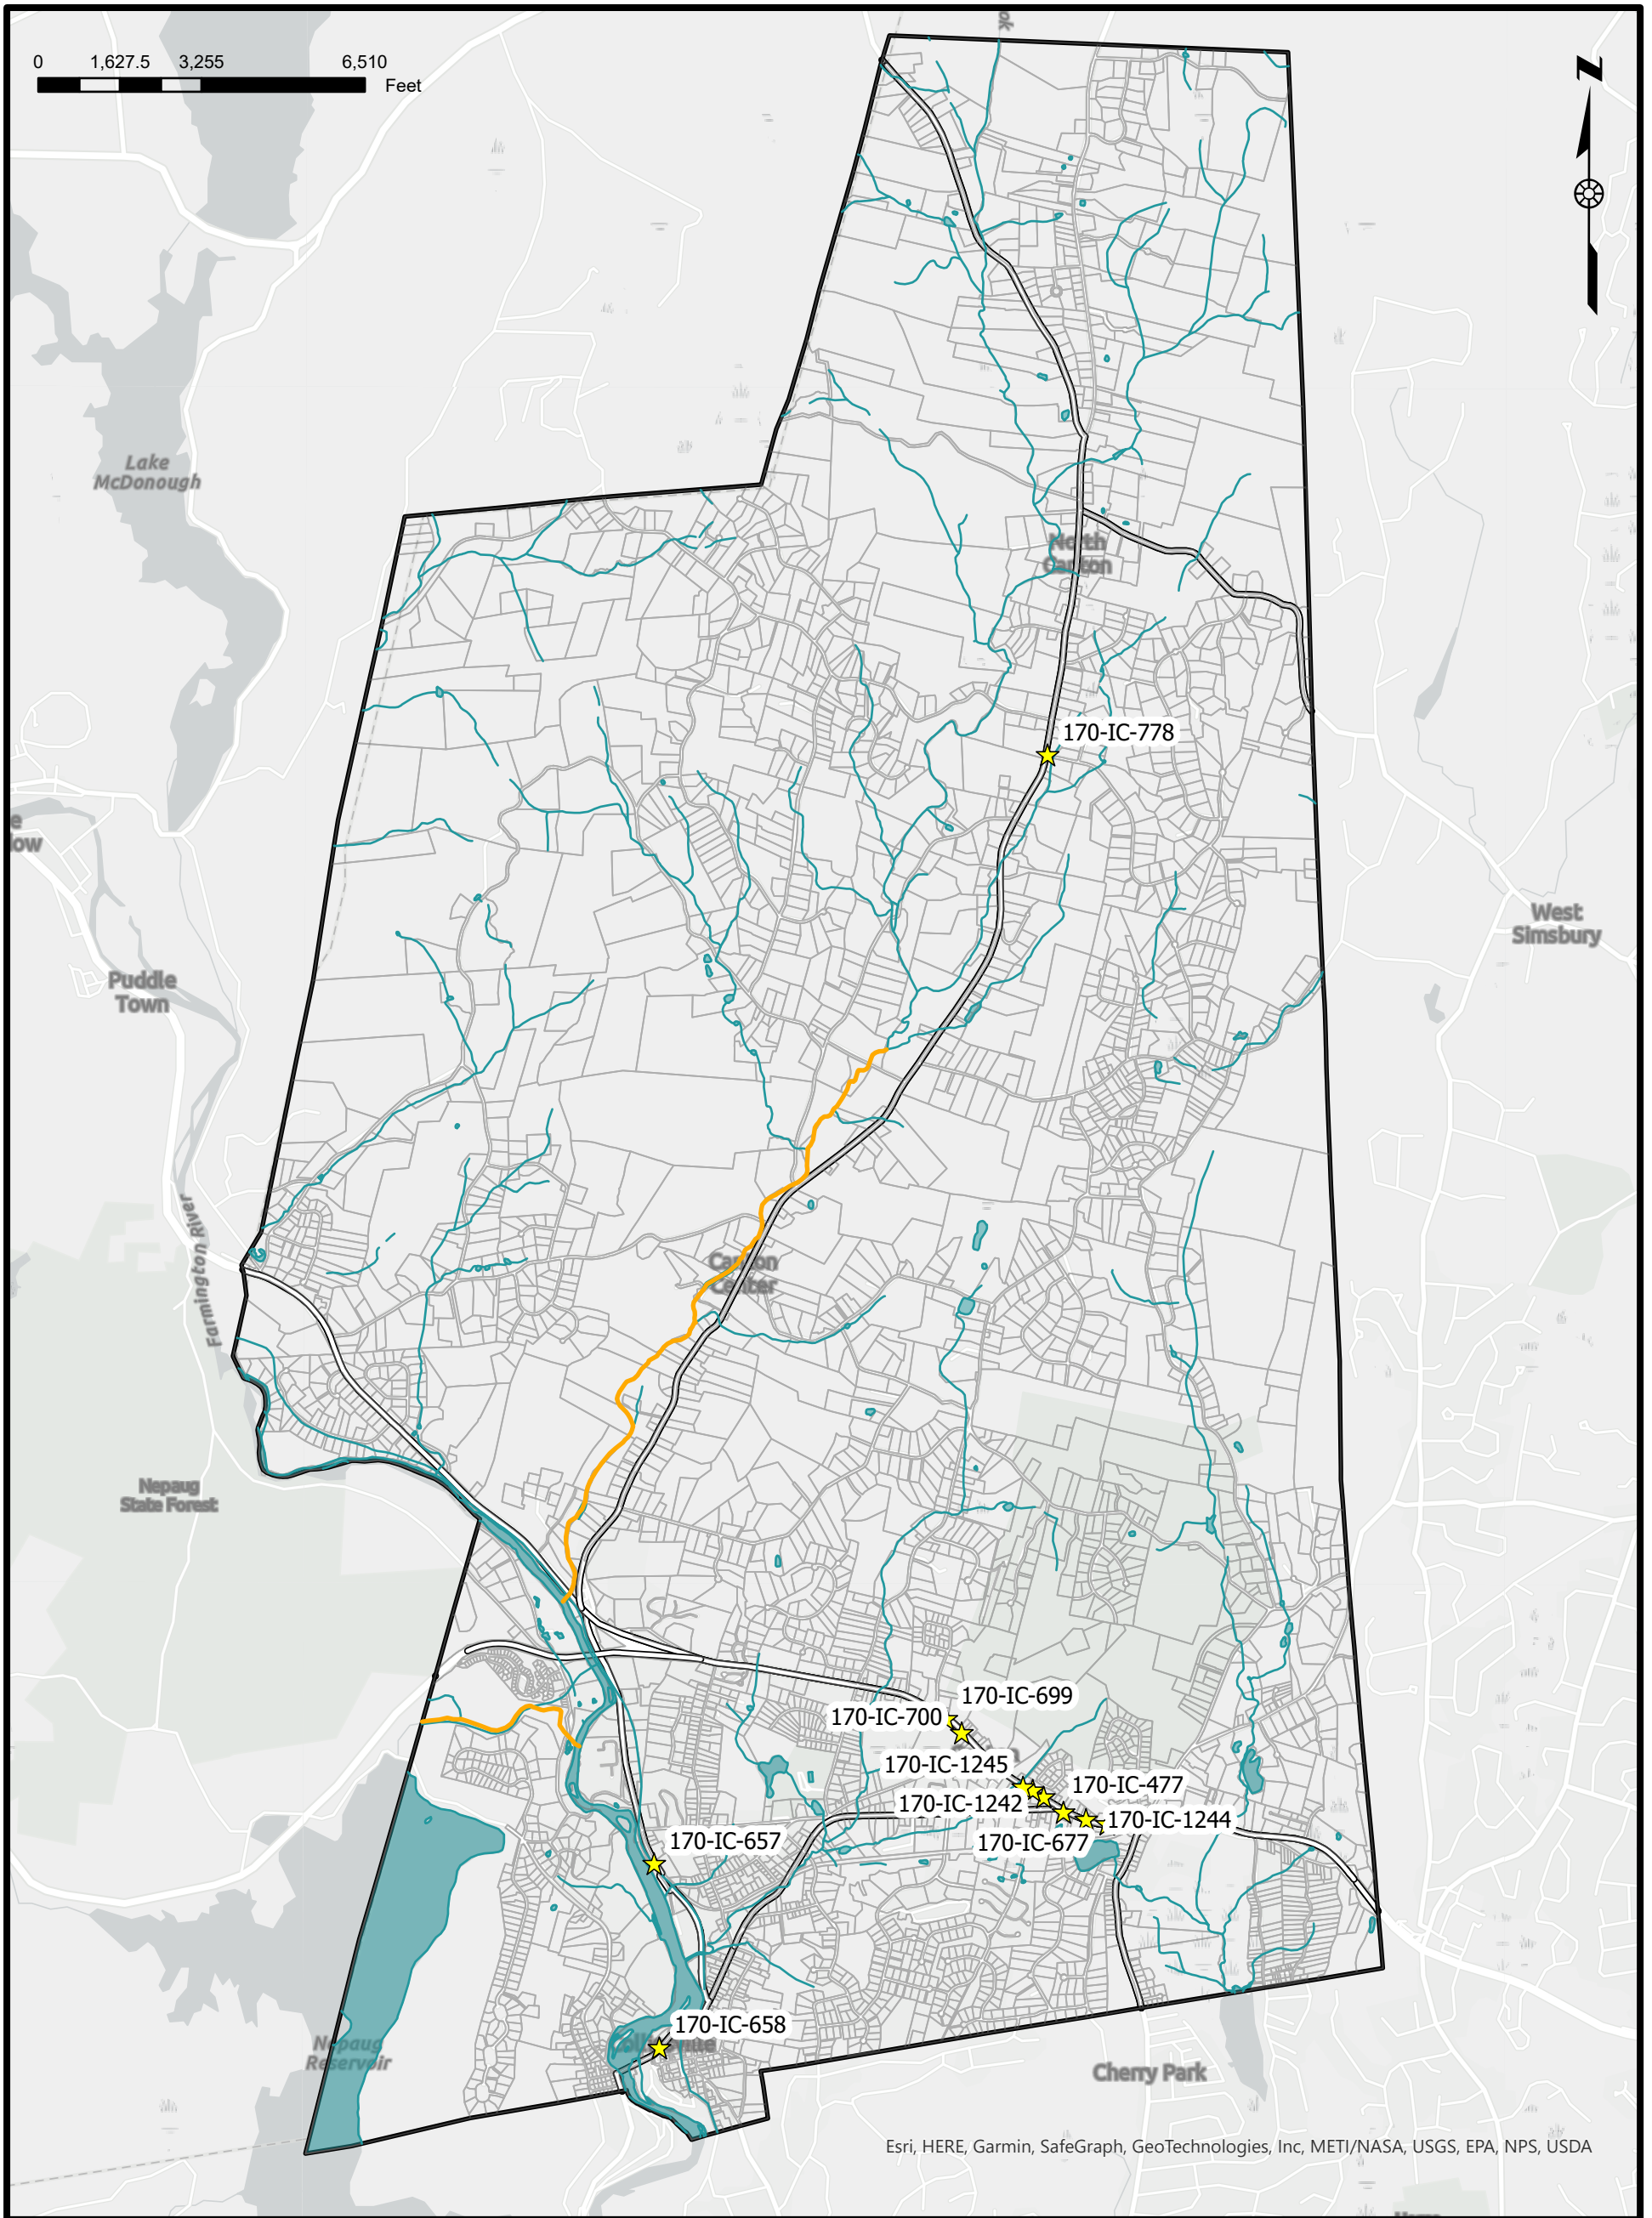 0 1,627.5 3,255 6,510
Feet
N
Lake
McDonough
North
Canton
170-IC-778
West
Simsbury
Puddle
Town
Farmington River
Canton
Center
Nepaug
State Forest
170-IC-699
170-IC-700
170-IC-1245
170-IC-477
170-IC-1242
170-IC-1244
170-IC-677
170-IC-657
170-IC-658
Collinsville
Nepaug
Reservoir
Cherry Park
Esri, HERE, Garmin, SafeGraph, GeoTechnologies, Inc, METI/NASA, USGS, EPA, NPS, USDA